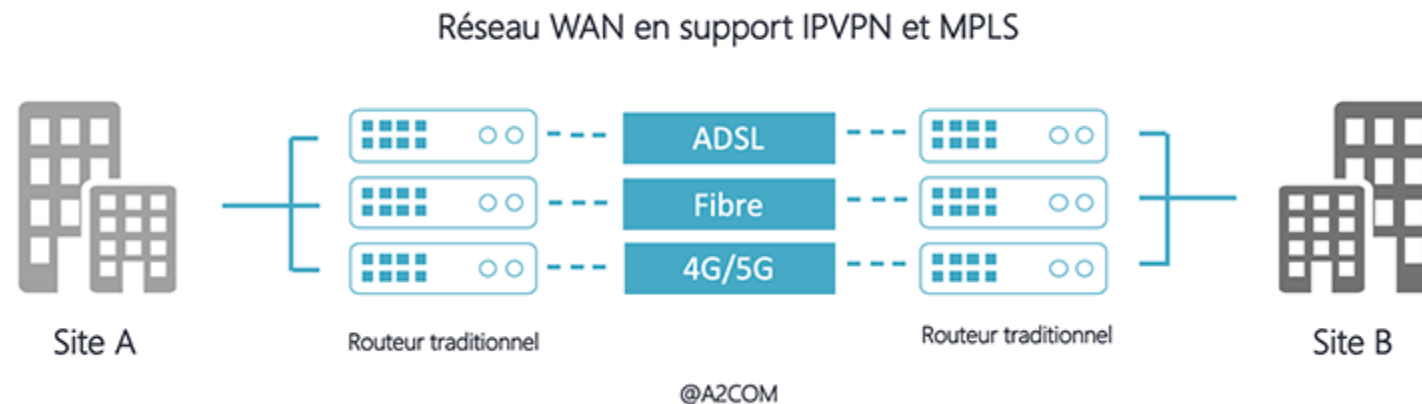 Réseau WAN en support IPVPN et MPLS
ADSL
Fibre
4G/5G
Site A
Routeur traditionnel
Routeur traditionnel
Site B
@A2COM